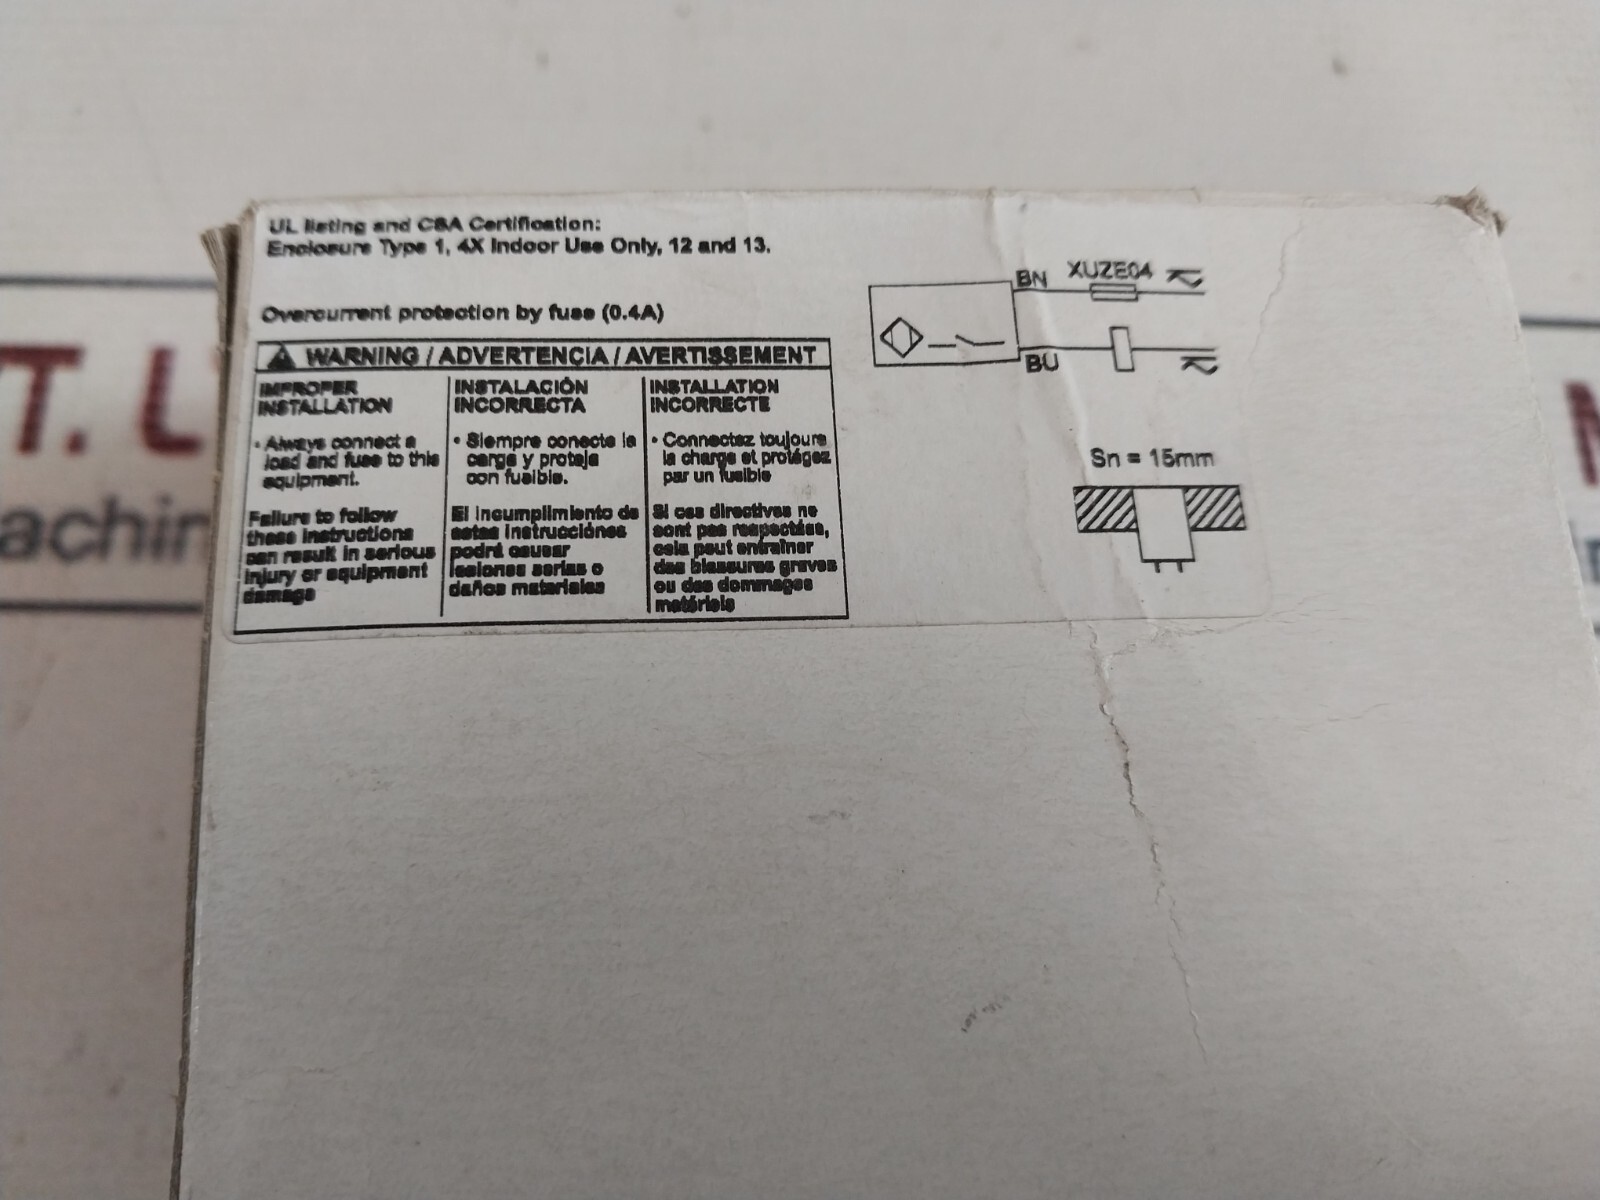 UL listing and CSA Certification:
Enclosure Type 1, 4X Indoor Use Only, 12 and 13.
Overcurrent protection by fuse (0.4A)
WARNING / ADVERTENCIA / AVERTISSEMENT
IMPROPER
INSTALLATION
• Always connect a
load and fuse to this
equipment.
Failure to follow
these instructions
can result in serious
injury or equipment
damage
INSTALACIÓN
INCORRECTA
• Siempre conecte la
carga y proteja
con fusible.
El incumplimiento de
estas instrucciónes
podrá causar
lesiones serias o
daños materiales
INSTALLATION
INCORRECTE
• Connectez toujours
la charge et protégez
par un fusible
Si ces directives ne
sont pas respectées,
cela peut entraîner
des blessures graves
ou des dommages
matériels
BN XUZE04
BU
Sn = 15mm
T. L
achin